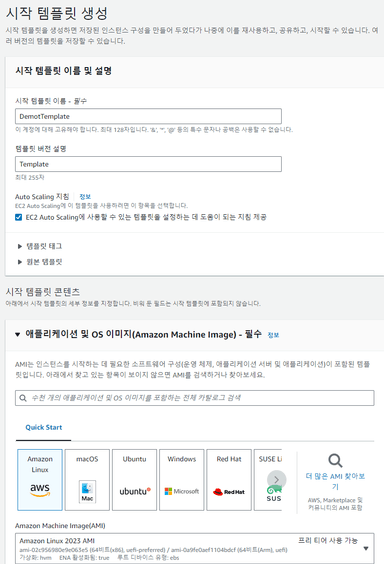 시작 템플릿 생성
시작 템플릿을 생성하면 저장된 인스턴스 구성을 만들어 두었다가 나중에 이를 재사용하고, 공유하고, 시작할 수 있습니다. 여
러 버전의 템플릿을 저장할 수 있습니다.
시작 템플릿 이름 및 설명
시작 템플릿 이름 - 필수
DemotTemplate
이 계정에 대해 고유해야 합니다. 최대 128자입니다. '&', '*', '@' 등의 특수 문자나 공백은 사용할 수 없습니다.
템플릿 버전 설명
Template
최대 255자
Auto Scaling 지침 정보
EC2 Auto Scaling에 이 템플릿을 사용하려면 이 항목을 선택합니다.
EC2 Auto Scaling에 사용할 수 있는 템플릿을 설정하는 데 도움이 되는 지침 제공
템플릿 태그
원본 템플릿
시작 템플릿 콘텐츠
아래에서 시작 템플릿의 세부 정보를 지정합니다. 비워 둔 필드는 시작 템플릿에 포함되지 않습니다.
애플리케이션 및 OS 이미지(Amazon Machine Image) - 필수 정보
AMI는 인스턴스를 시작하는 데 필요한 소프트웨어 구성(운영 체제, 애플리케이션 서버 및 애플리케이션)이 포함된 템플
릿입니다. 아래에서 찾고 있는 항목이 보이지 않으면 AMI를 검색하거나 찾아보세요.
수천 개의 애플리케이션 및 OS 이미지를 포함하는 전체 카탈로그 검색
Quick Start
Amazon
Linux
aws
macOS
Mac
Ubuntu
ubuntu
Windows
Microsoft
Red Hat
Red Hat
SUSE Li
SUS
더 많은 AMI 찾아보
기
AWS, Marketplace 및
커뮤니티의 AMI 포함
Amazon Machine Image(AMI)
Amazon Linux 2023 AMI 프리 티어 사용 가능
ami-02c956980e9e063e5 (64비트(x86), uefi-preferred) / ami-0a9fe0aef1104bdcf (64비트(Arm), uefi)
가상화: hvm ENA 활성화됨: true 루트 디바이스 유형: ebs